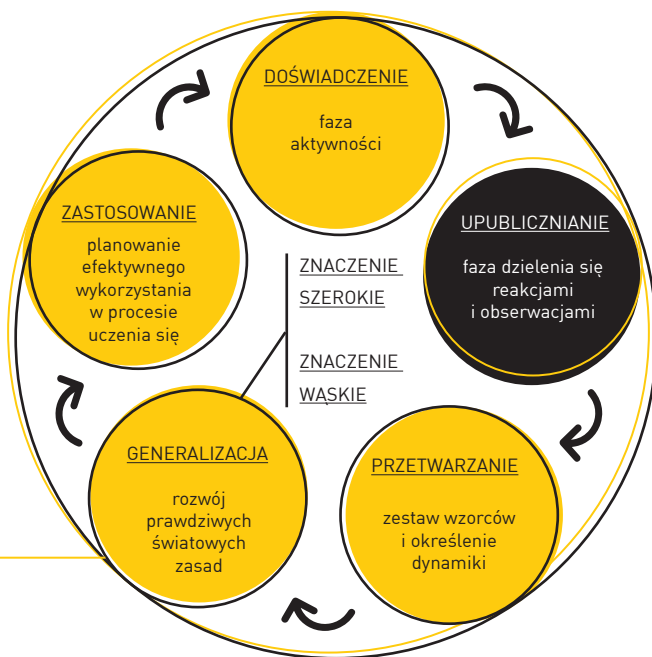 DOŚWIADCZENIE
faza
aktywności
UPUBLICZNIANIE
faza dzielenia się
reakcjami
i obserwacjami
PRZETWARZANIE
zestaw wzorców
i określenie
dynamiki
GENERALIZACJA
rozwój
prawdziwych
światowych
zasad
ZASTOSOWANIE
planowanie
efektywnego
wykorzystania
w procesie
uczenia się
ZNACZENIE
SZEROKIE
ZNACZENIE
WĄSKIE